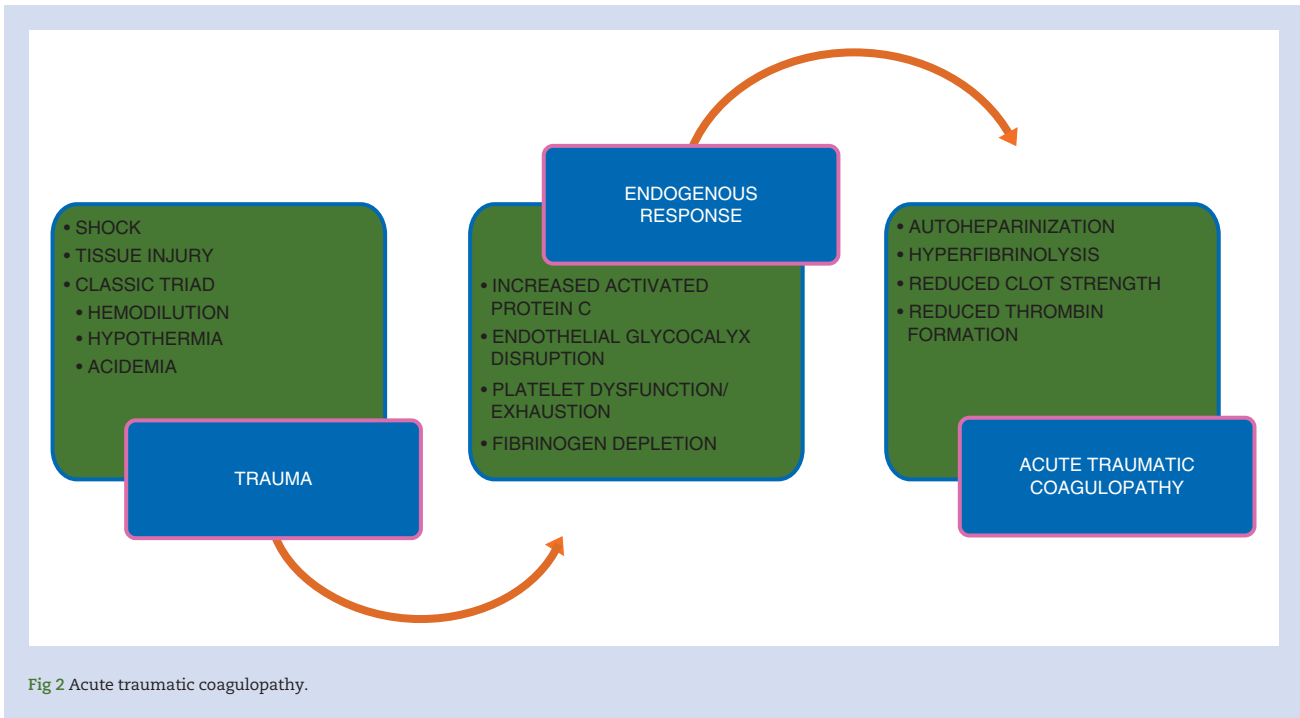 • SHOCK
• TISSUE INJURY
• CLASSIC TRIAD
• HEMODILUTION
• HYPOTHERMIA
• ACIDEMIA
TRAUMA
ENDOGENOUS
RESPONSE
• INCREASED ACTIVATED
PROTEIN C
• ENDOTHELIAL GLYCOCALYX
DISRUPTION
• PLATELET DYSFUNCTION/
EXHAUSTION
• FIBRINOGEN DEPLETION
• AUTOHEPARINIZATION
• HYPERFIBRINOLYSIS
• REDUCED CLOT STRENGTH
• REDUCED THROMBIN
FORMATION
ACUTE TRAUMATIC
COAGULOPATHY
Fig 2 Acute traumatic coagulopathy.